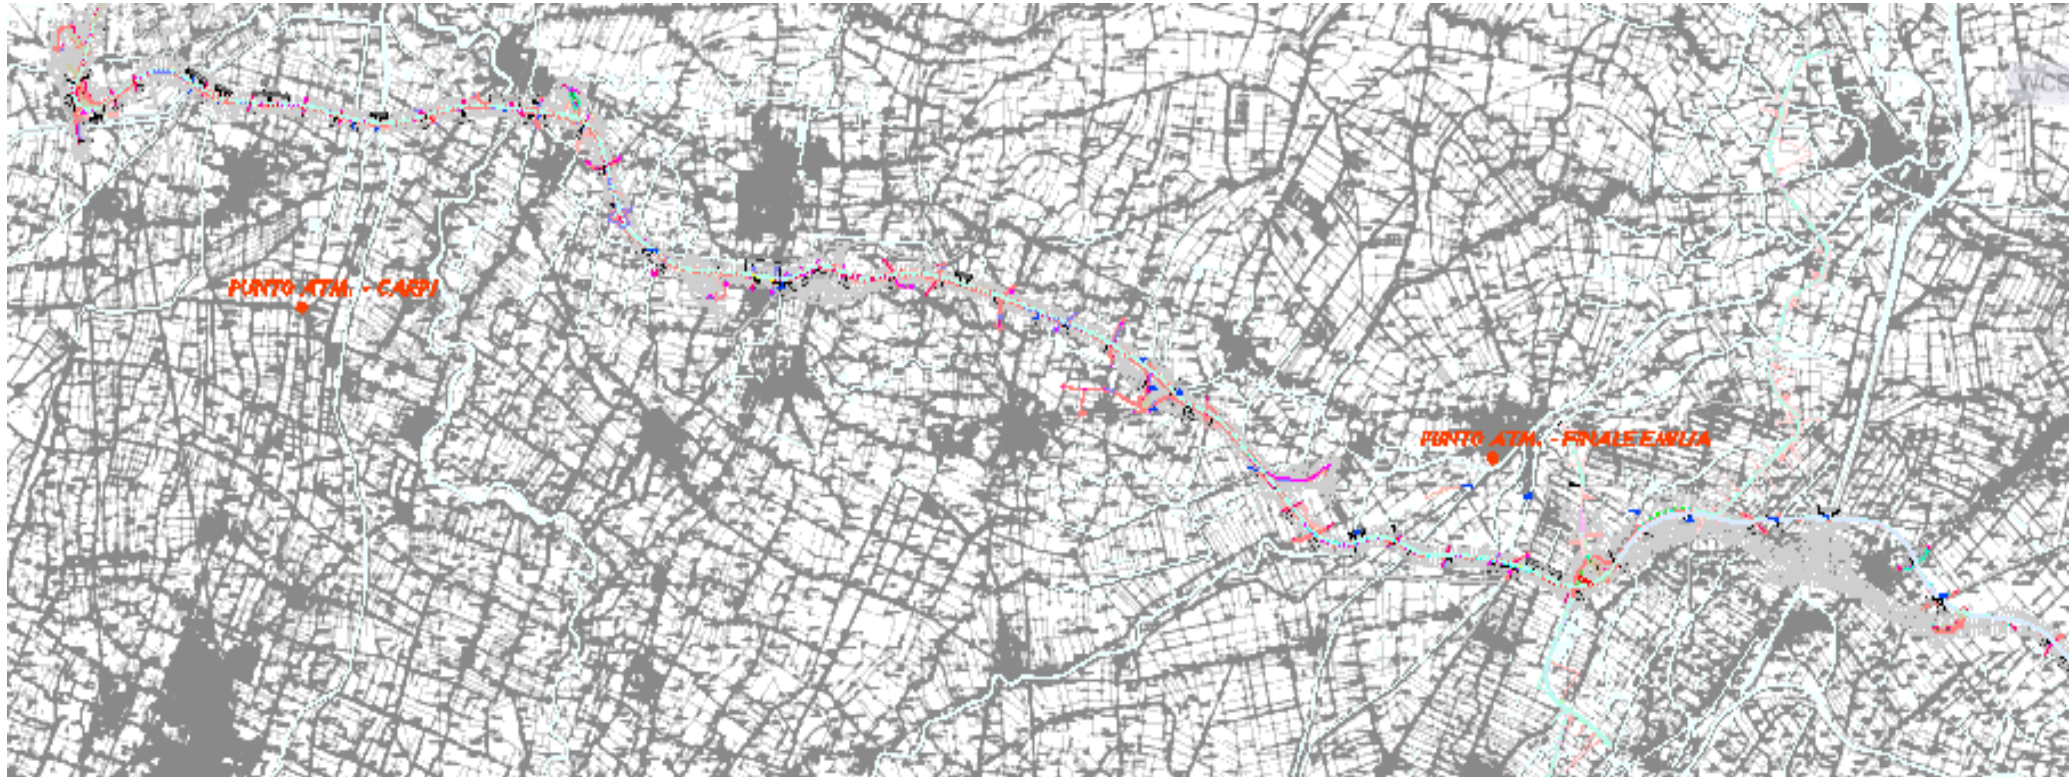 PUNTO ATM. - CARPI
PUNTO ATM. - FINALE EMILIA